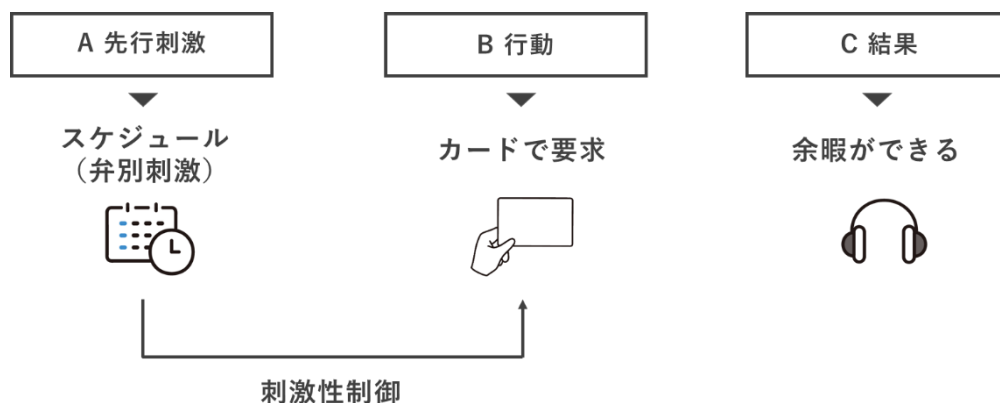 A 先行刺激
B 行動
C 結果
スケジュール
（弁別刺激）
カードで要求
余暇ができる
刺激性制御